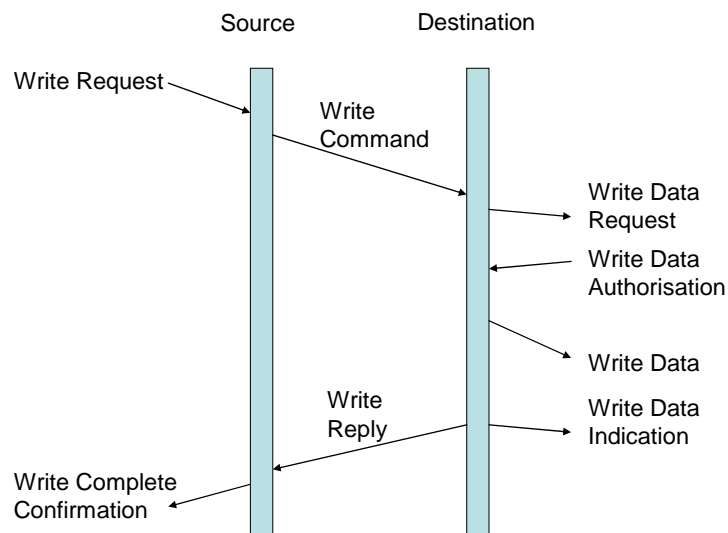 Source
Destination
Write Request
Write
Command
Write Data
Request
Write Data
Authorisation
Write Data
Write
Reply
Write Data
Indication
Write Complete
Confirmation